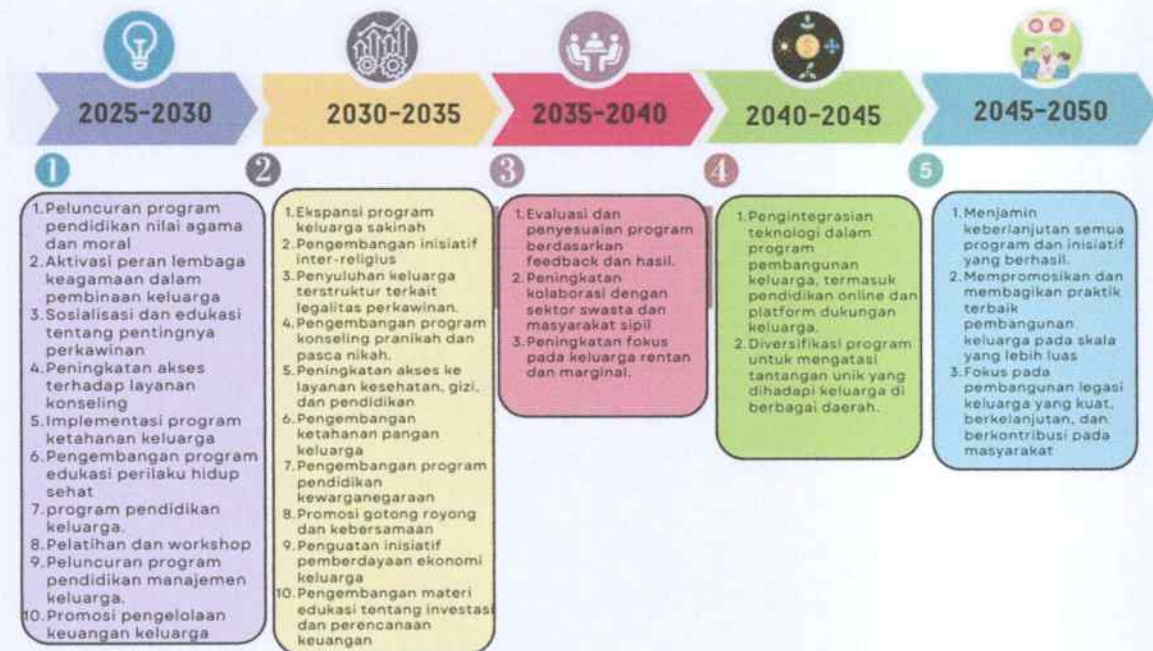 2025-2030
2030-2035
2035-2040
2040-2045
2045-2050
1
2
3
4
5
1.Peluncuran program
pendidikan nilai agama
dan moral
2.Aktivasi peran lembaga
keagamaan dalam
pembinaan keluarga
3.Sosialisasi dan edukasi
tentang pentingnya
perkawinan
4.Peningkatan akses
terhadap layanan
konseling
5.Implementasi program
ketahanan keluarga
6.Pengembangan program
edukasi perilaku hidup
sehat
7.program pendidikan
keluarga.
8.Pelatihan dan workshop
9.Peluncuran program
pendidikan manajemen
keluarga.
10.Promosi pengelolaan
keuangan keluarga
1.Ekspansi program
keluarga sakinah
2.Pengembangan inisiatif
inter-religius
3.Penyuluhan keluarga
terstruktur terkait
legalitas perkawinan.
4.Pengembangan program
konseling pranikah dan
pasca nikah.
5.Peningkatan akses ke
layanan kesehatan, gizi,
dan pendidikan
6.Pengembangan
ketahanan pangan
keluarga
7.Pengembangan program
pendidikan
kewarganegaraan
8.Promosi gotong royong
dan kebersamaan
9.Penguatan inisiatif
pemberdayaan ekonomi
keluarga
10.Pengembangan materi
edukasi tentang investasi
dan perencanaan
keuangan
1.Evaluasi dan
penyesuaian program
berdasarkan
feedback dan hasil.
2.Peningkatan
kolaborasi dengan
sektor swasta dan
masyarakat sipil
3.Peningkatan fokus
pada keluarga rentan
dan marginal.
1.Pengintegrasian
teknologi dalam
program
pembangunan
keluarga, termasuk
pendidikan online dan
platform dukungan
keluarga.
2.Diversifikasi program
untuk mengatasi
tantangan unik yang
dihadapi keluarga di
berbagai daerah.
1.Menjamin
keberlanjutan semua
program dan inisiatif
yang berhasil.
2.Mempromosikan dan
membagikan praktik
terbaik
pembangunan
keluarga pada skala
yang lebih luas
3.Fokus pada
pembangunan legasi
keluarga yang kuat,
berkelanjutan, dan
berkontribusi pada
masyarakat